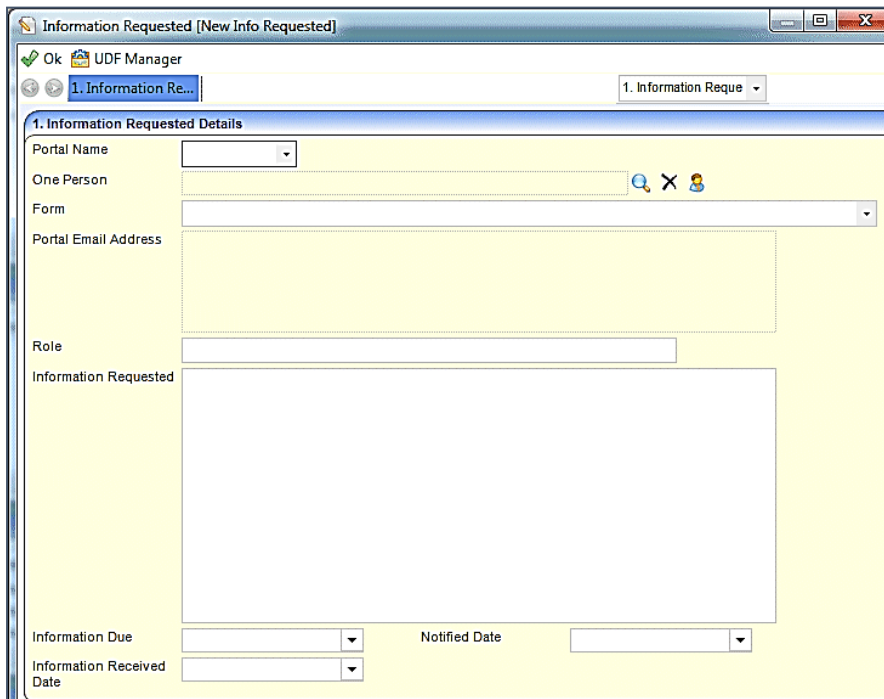 Information Requested [New Info Requested]
Ok UDF Manager
1. Information Re... 1. Information Reque
1. Information Requested Details
Portal Name
One Person
Form
Portal Email Address
Role
Information Requested
Information Due Notified Date
Information Received
Date